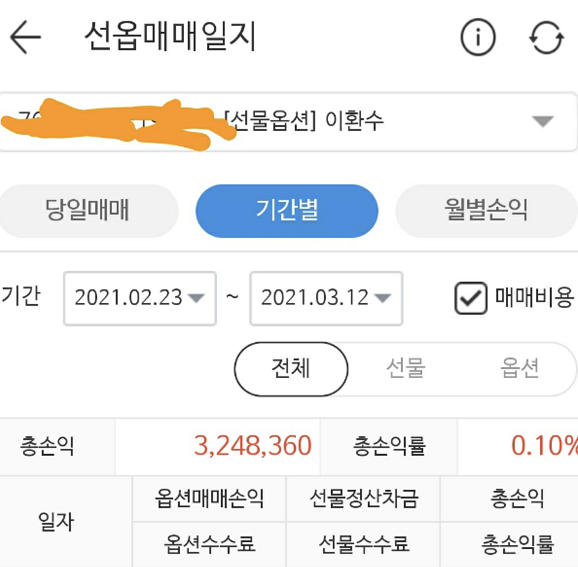 선옵매매일지
[선물옵션] 이환수
당일매매 기간별 월별손익
기간 2021.02.23 ~ 2021.03.12 매매비용
전체 선물 옵션
총손익 3,248,360 총손익률 0.10%
일자 옵션매매손익 선물정산차금 총손익
옵션수수료 선물수수료 총손익률